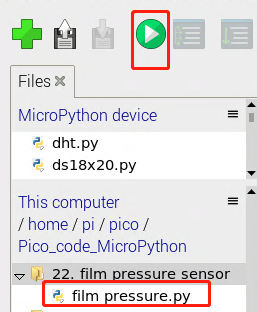 Files
MicroPython device
dht.py
ds18x20.py
This computer
/ home / pi / pico /
Pico_code_MicroPython
22. film pressure sensor
film pressure.py